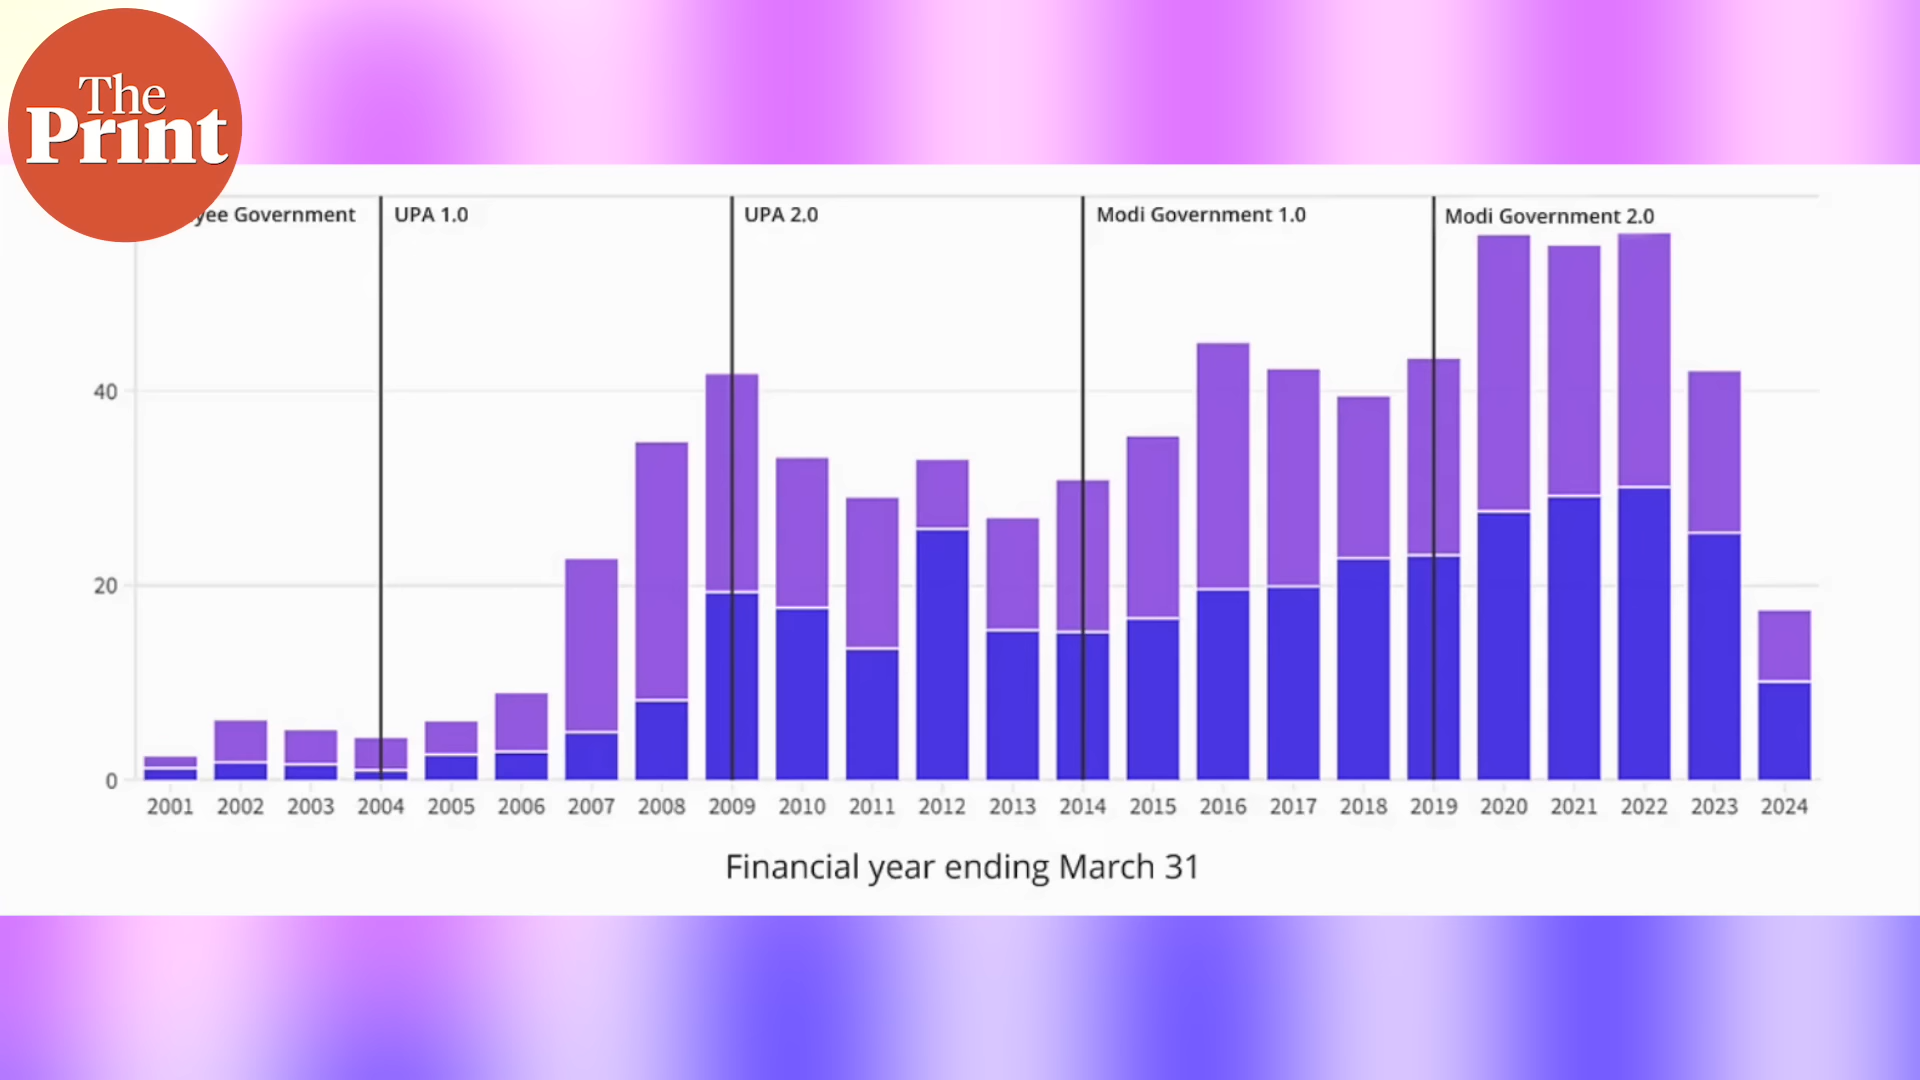 The
Print
Government
UPA 1.0
UPA 2.0
Modi Government 1.0
Modi Government 2.0
40
20
0
2001 2002 2003 2004 2005 2006 2007 2008 2009 2010 2011 2012 2013 2014 2015 2016 2017 2018 2019 2020 2021 2022 2023 2024
Financial year ending March 31